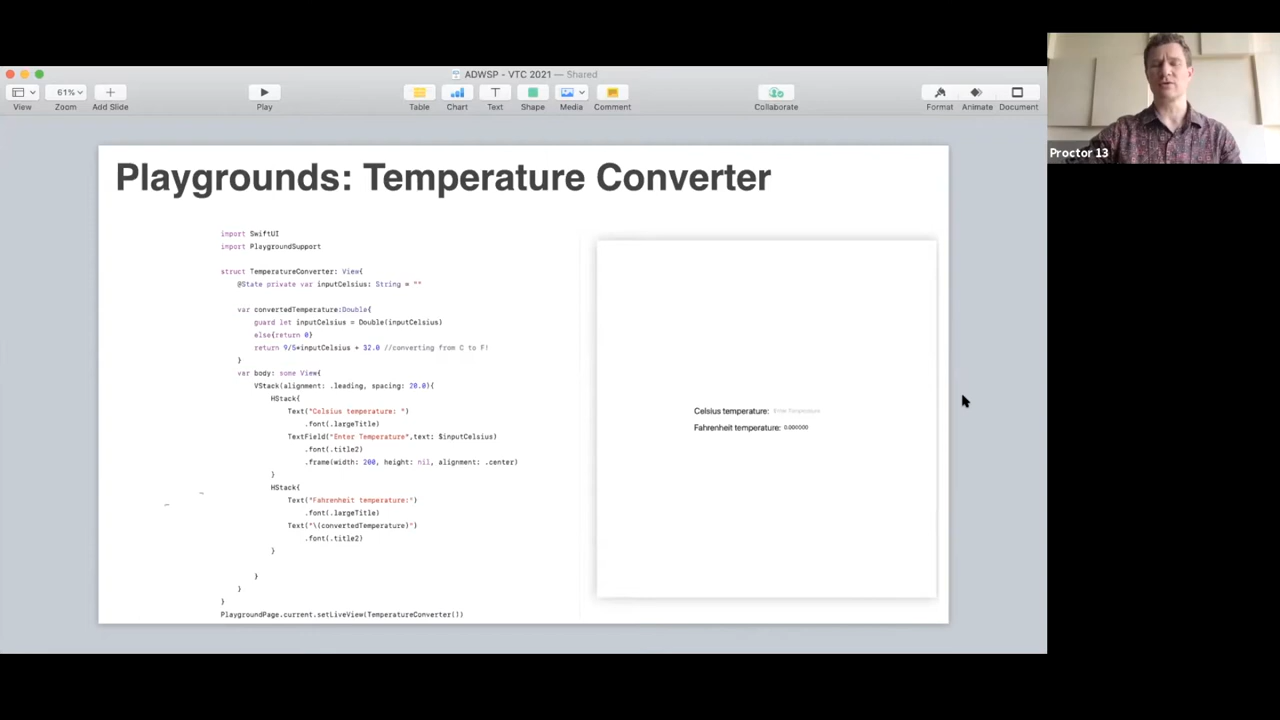 ADWSP - VTC 2021 — Shared
61%
View
Zoom
Add Slide
Play
Table
Chart
Text
Shape
Media
Comment
Collaborate
Format
Animate
Document
Proctor 13
Playgrounds: Temperature Converter
import SwiftUI
import PlaygroundSupport
struct TemperatureConverter: View{
@State private var inputCelsius: String = ""
var convertedTemperature:Double{
guard let inputCelsius = Double(inputCelsius)
else{return 0}
return 9/5*inputCelsius + 32.0 //converting from C to F!
}
var body: some View{
VStack(alignment: .leading, spacing: 20.0){
HStack{
Text("Celsius temperature: ")
.font(.largeTitle)
TextField("Enter Temperature",text: $inputCelsius)
.font(.title2)
.frame(width: 200, height: nil, alignment: .center)
}
HStack{
Text("Fahrenheit temperature:")
.font(.largeTitle)
Text("\(convertedTemperature)")
.font(.title2)
}
}
}
}
PlaygroundPage.current.setLiveView(TemperatureConverter())
Celsius temperature: Enter Temperature
Fahrenheit temperature: 0.000000